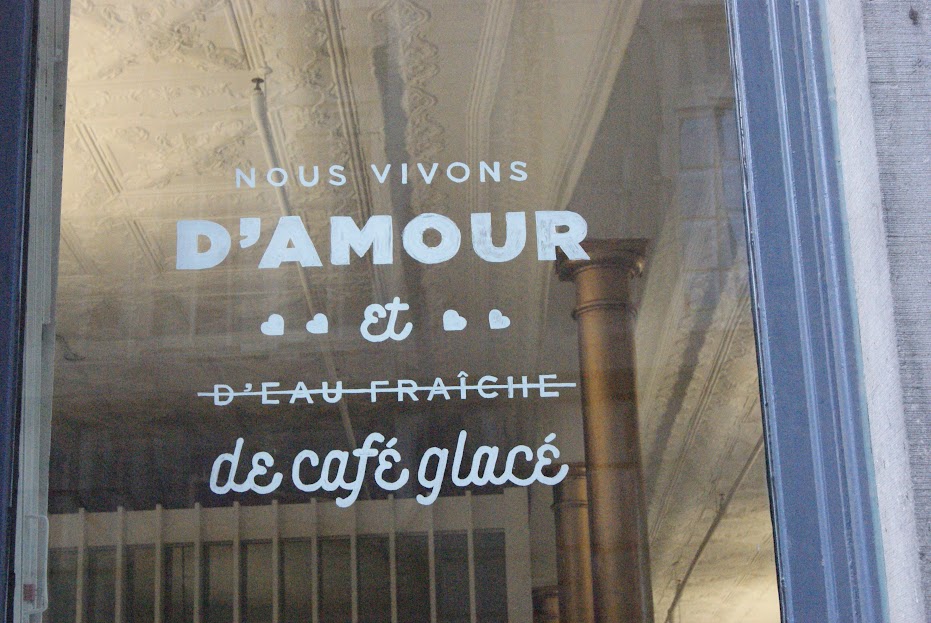 NOUS VIVONS
D'AMOUR
et
D'EAU FRAÎCHE
de café glacé